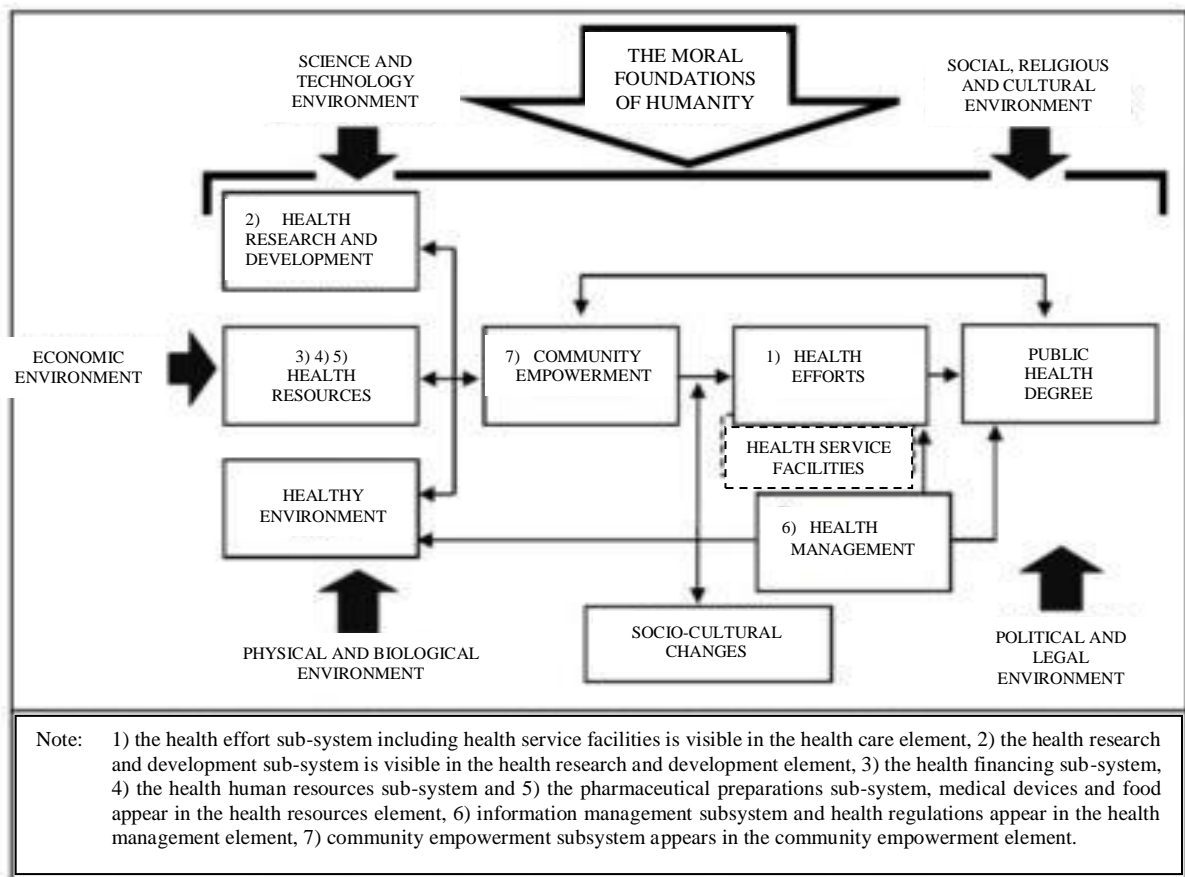 THE MORAL
FOUNDATIONS
OF HUMANITY
SCIENCE AND
TECHNOLOGY
ENVIRONMENT
SOCIAL, RELIGIOUS
AND CULTURAL
ENVIRONMENT
2) HEALTH
RESEARCH AND
DEVELOPMENT
ECONOMIC
ENVIRONMENT
3) 4) 5)
HEALTH
RESOURCES
7) COMMUNITY
EMPOWERMENT
1) HEALTH
EFFORTS
PUBLIC
HEALTH
DEGREE
HEALTH SERVICE
FACILITIES
HEALTHY
ENVIRONMENT
6) HEALTH
MANAGEMENT
SOCIO-CULTURAL
CHANGES
PHYSICAL AND BIOLOGICAL
ENVIRONMENT
POLITICAL AND
LEGAL
ENVIRONMENT
Note: 1) the health effort sub-system including health service facilities is visible in the health care element, 2) the health research
and development sub-system is visible in the health research and development element, 3) the health financing sub-system,
4) the health human resources sub-system and 5) the pharmaceutical preparations sub-system, medical devices and food
appear in the health resources element, 6) information management subsystem and health regulations appear in the health
management element, 7) community empowerment subsystem appears in the community empowerment element.